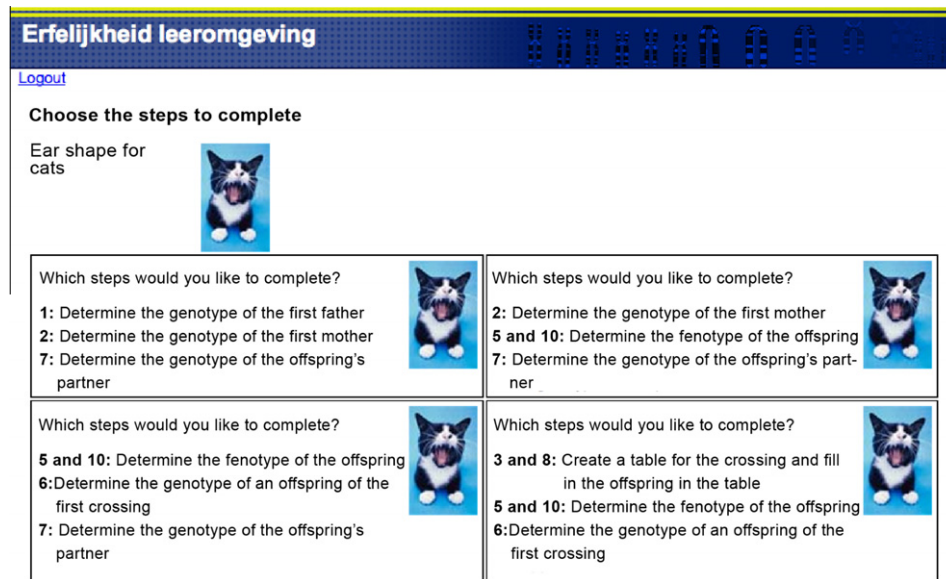 Erfelijkheid leeromgeving
Logout
Choose the steps to complete
Ear shape for
cats
Which steps would you like to complete?
1: Determine the genotype of the first father
2: Determine the genotype of the first mother
7: Determine the genotype of the offspring's
partner
Which steps would you like to complete?
2: Determine the genotype of the first mother
5 and 10: Determine the fenotype of the offspring
7: Determine the genotype of the offspring's part-
ner
Which steps would you like to complete?
5 and 10: Determine the fenotype of the offspring
6:Determine the genotype of an offspring of the
first crossing
7: Determine the genotype of the offspring's
partner
Which steps would you like to complete?
3 and 8: Create a table for the crossing and fill
in the offspring in the table
5 and 10: Determine the fenotype of the offspring
6:Determine the genotype of an offspring of the
first crossing